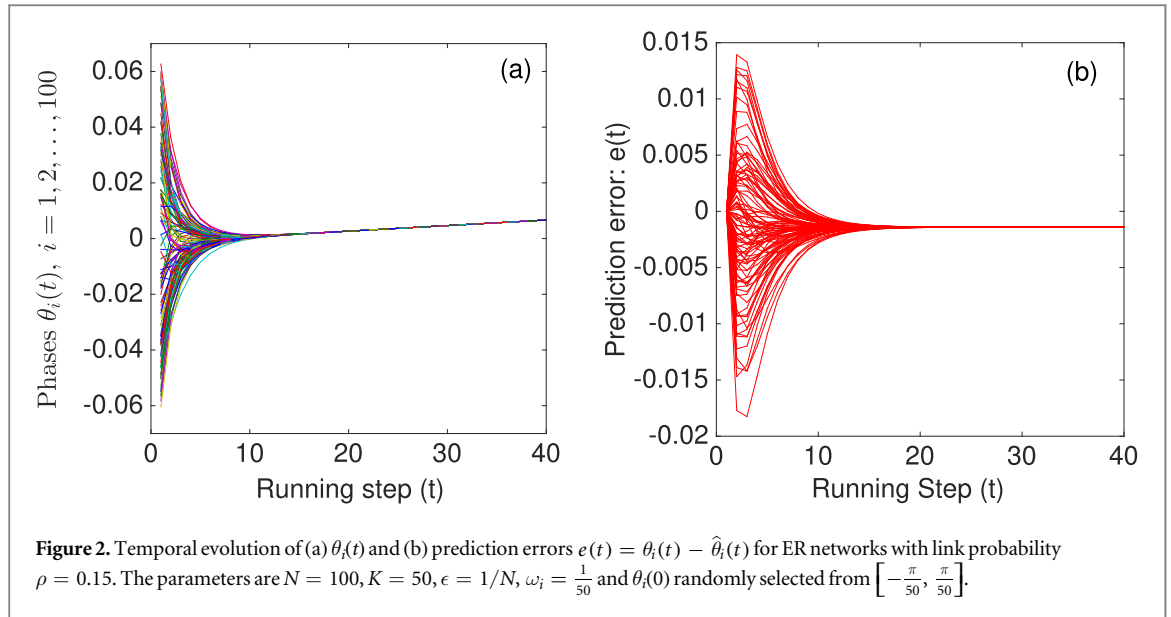 (a)
0.06
0.04
0.02
0
-0.02
-0.04
-0.06
Phases θ_i(t), i = 1, 2, …, 100
0 10 20 30 40
Running step (t)
(b)
0.015
0.01
0.005
0
-0.005
-0.01
-0.015
-0.02
Prediction error: e(t)
0 10 20 30 40
Running Step (t)
Figure 2. Temporal evolution of (a) θ_i(t) and (b) prediction errors e(t) = θ_i(t) − θ̂_i(t) for ER networks with link probability
ρ = 0.15. The parameters are N = 100, K = 50, ϵ = 1/N, ω_i = 1/50 and θ_i(0) randomly selected from [−π/50, π/50].